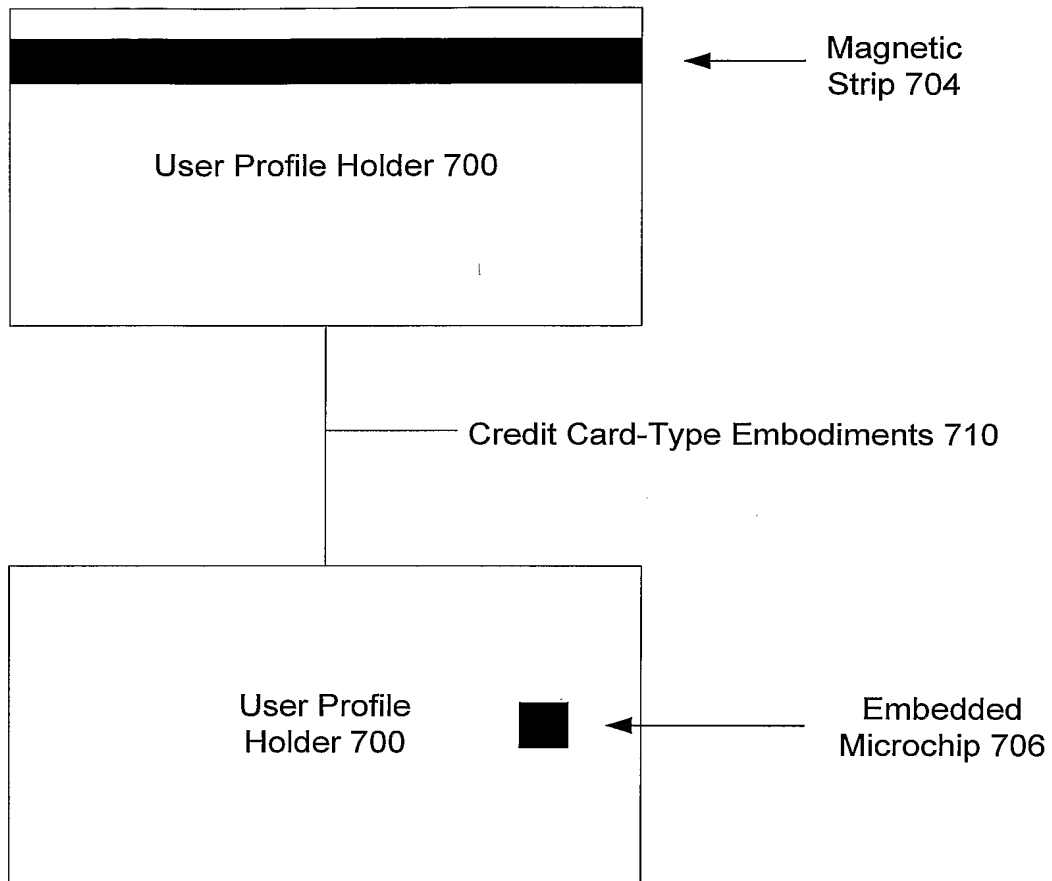 Magnetic
Strip 704
User Profile Holder 700
Credit Card-Type Embodiments 710
User Profile
Holder 700
Embedded
Microchip 706